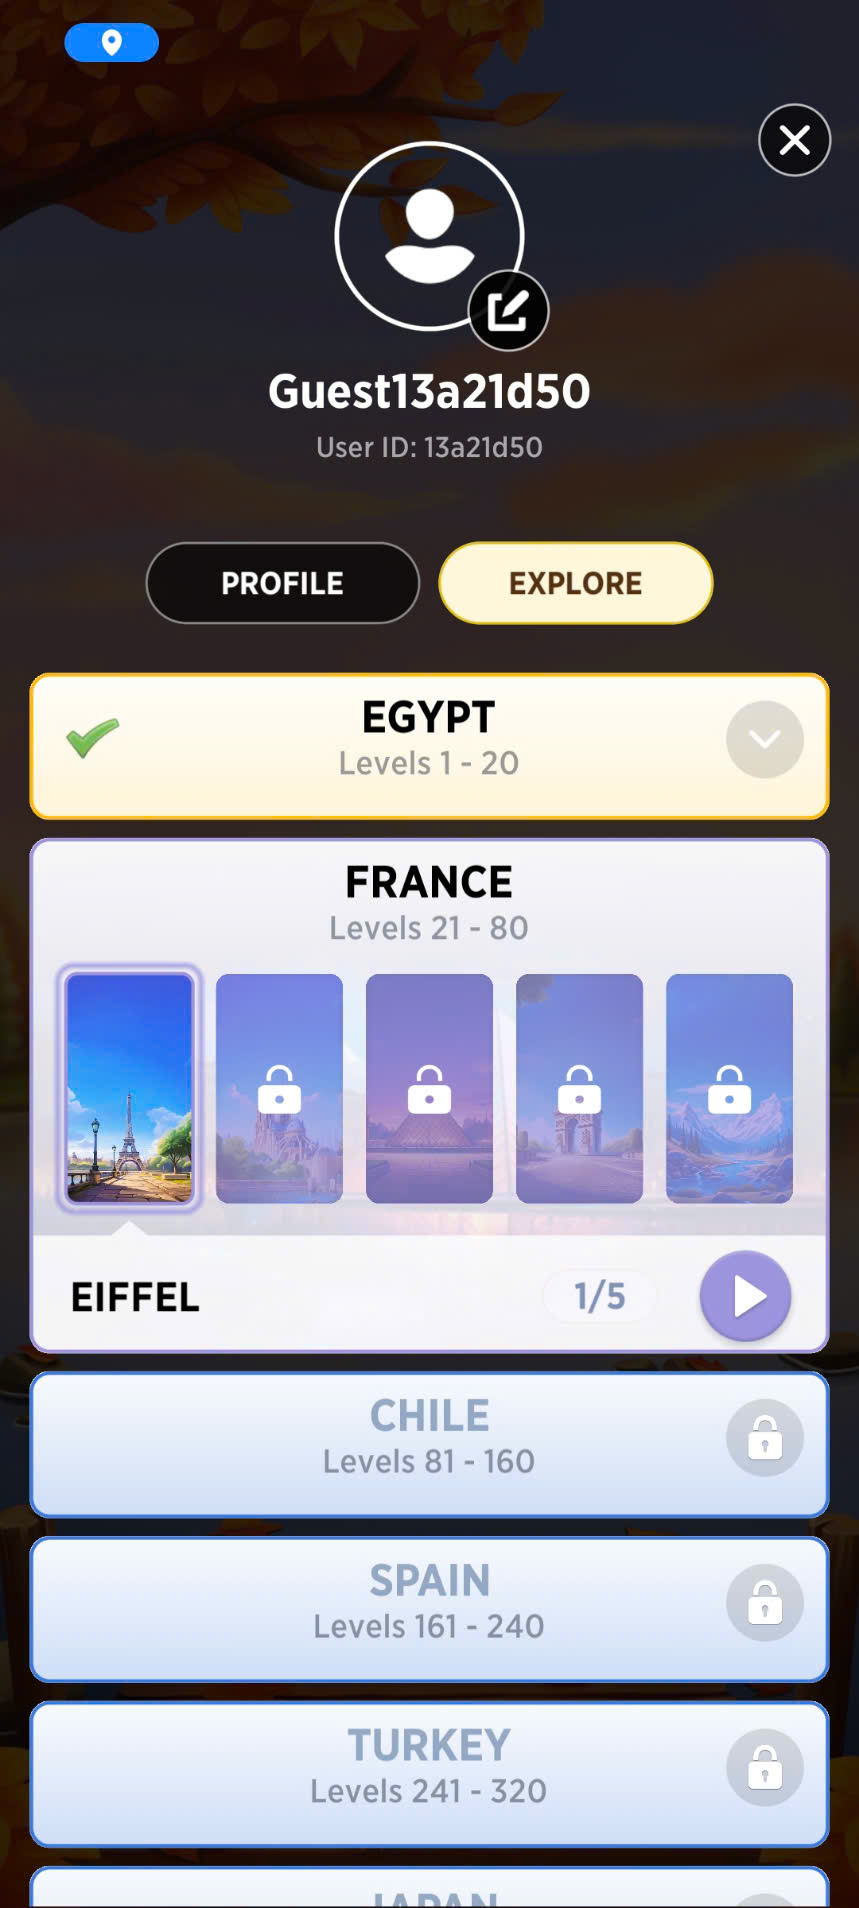 Guest13a21d50
User ID: 13a21d50
PROFILE
EXPLORE
EGYPT
Levels 1 - 20
FRANCE
Levels 21 - 80
EIFFEL
1/5
CHILE
Levels 81 - 160
SPAIN
Levels 161 - 240
TURKEY
Levels 241 - 320
JAPAN